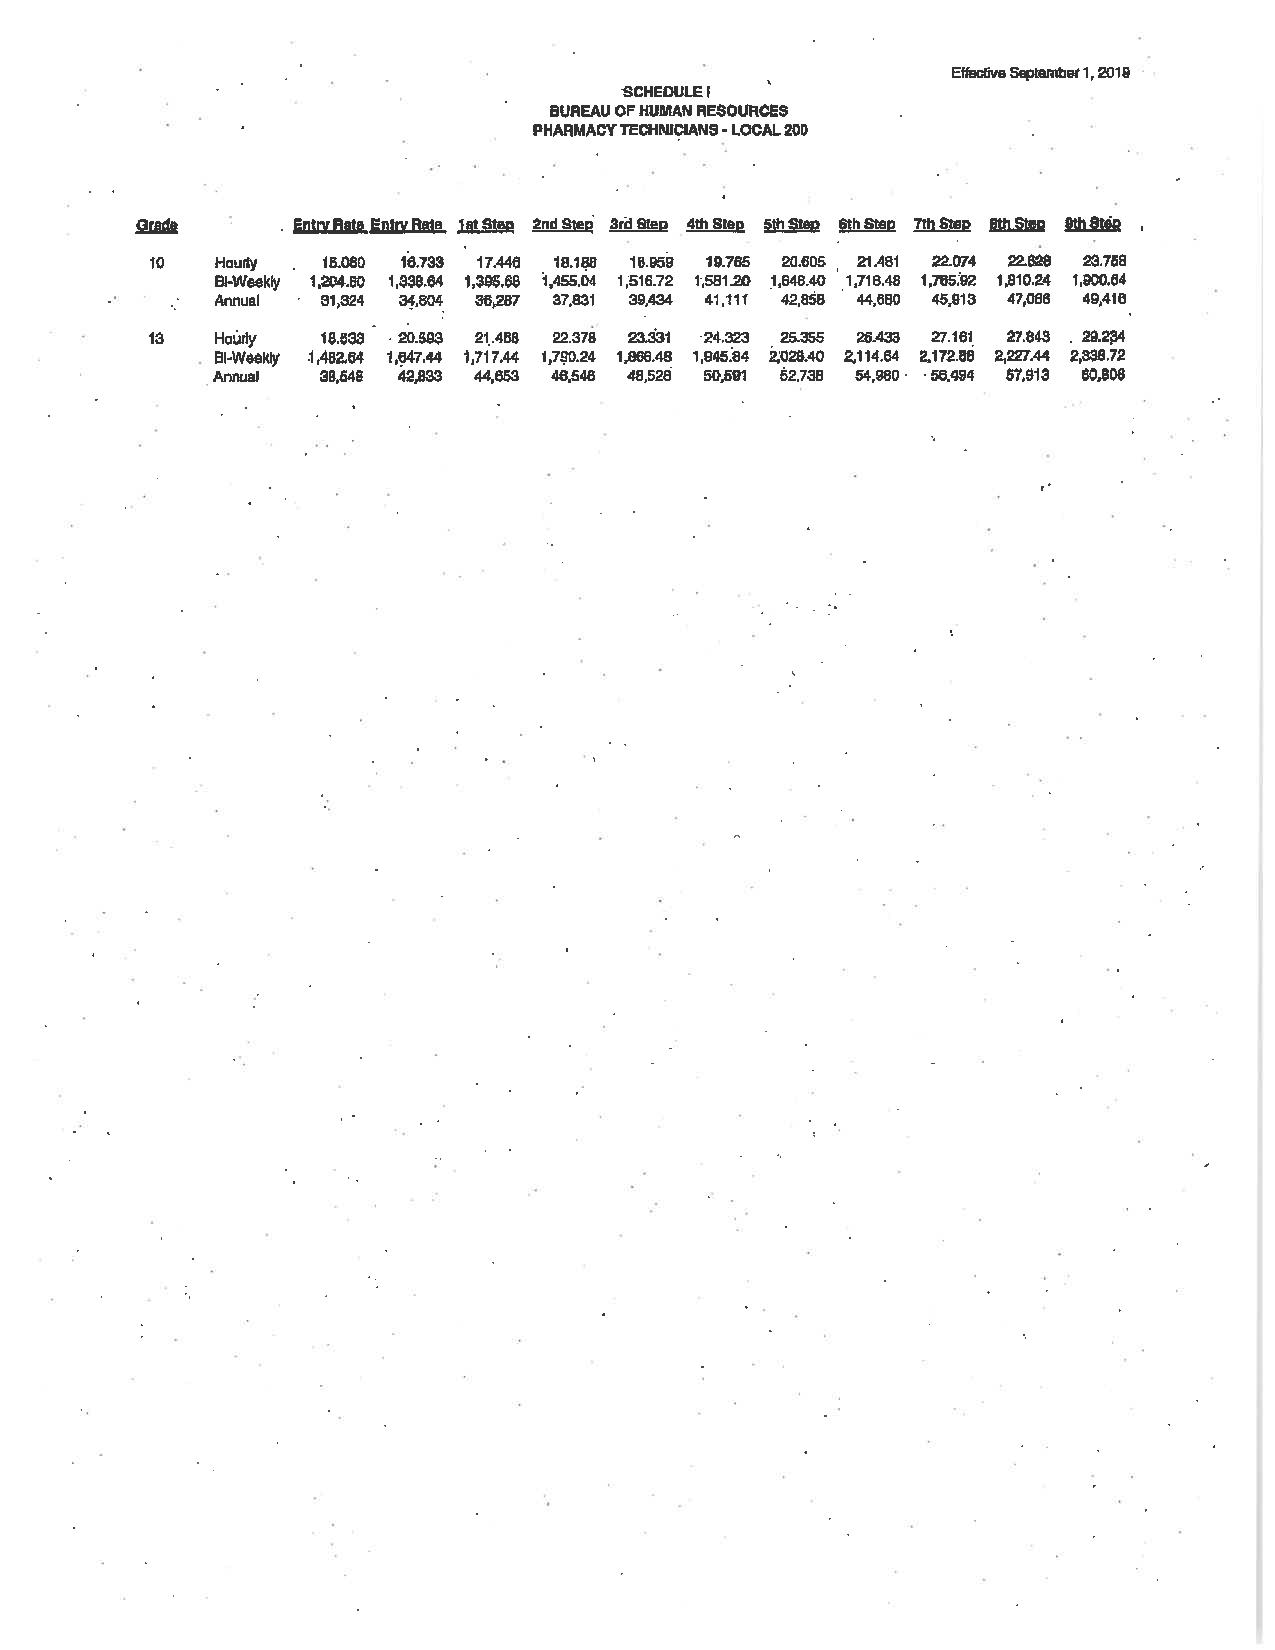 Effective September 1, 2019
SCHEDULE I
BUREAU OF HUMAN RESOURCES
PHARMACY TECHNICIANS - LOCAL 200
Grade Entry Rate Entry Rate 1st Step 2nd Step 3rd Step 4th Step 5th Step 6th Step 7th Step 8th Step 9th Step
10 Hourly 15.060 16.733 17.446 18.188 18.959 19.765 20.605 21.481 22.074 22.628 23.758
Bi-Weekly 1,204.80 1,338.64 1,395.68 1,455.04 1,516.72 1,581.20 1,648.40 1,718.48 1,765.92 1,810.24 1,900.64
Annual 31,324 34,804 36,287 37,831 39,434 41,111 42,858 44,680 45,913 47,066 49,416
13 Hourly 18.533 20.593 21.468 22.378 23.331 24.323 25.355 26.433 27.161 27.843 29.234
Bi-Weekly 1,482.64 1,647.44 1,717.44 1,790.24 1,866.48 1,945.84 2,028.40 2,114.64 2,172.88 2,227.44 2,338.72
Annual 38,548 42,833 44,653 46,546 48,528 50,591 52,738 54,980 56,494 57,913 60,806